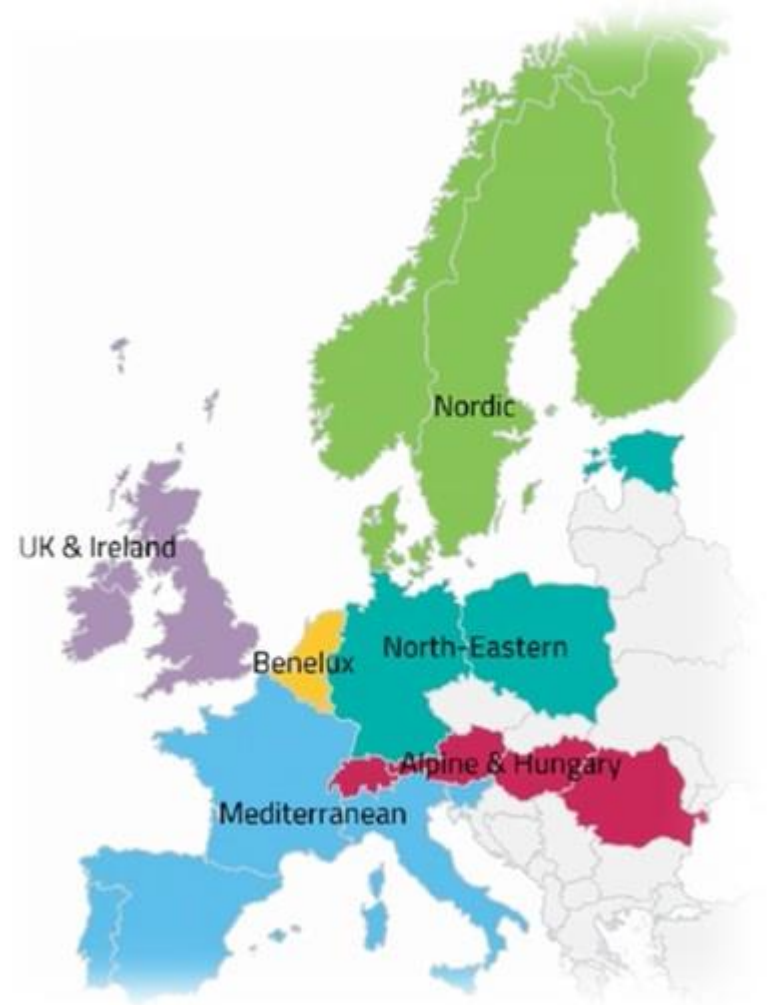 Nordic
UK & Ireland
Benelux
North-Eastern
Alpine & Hungary
Mediterranean